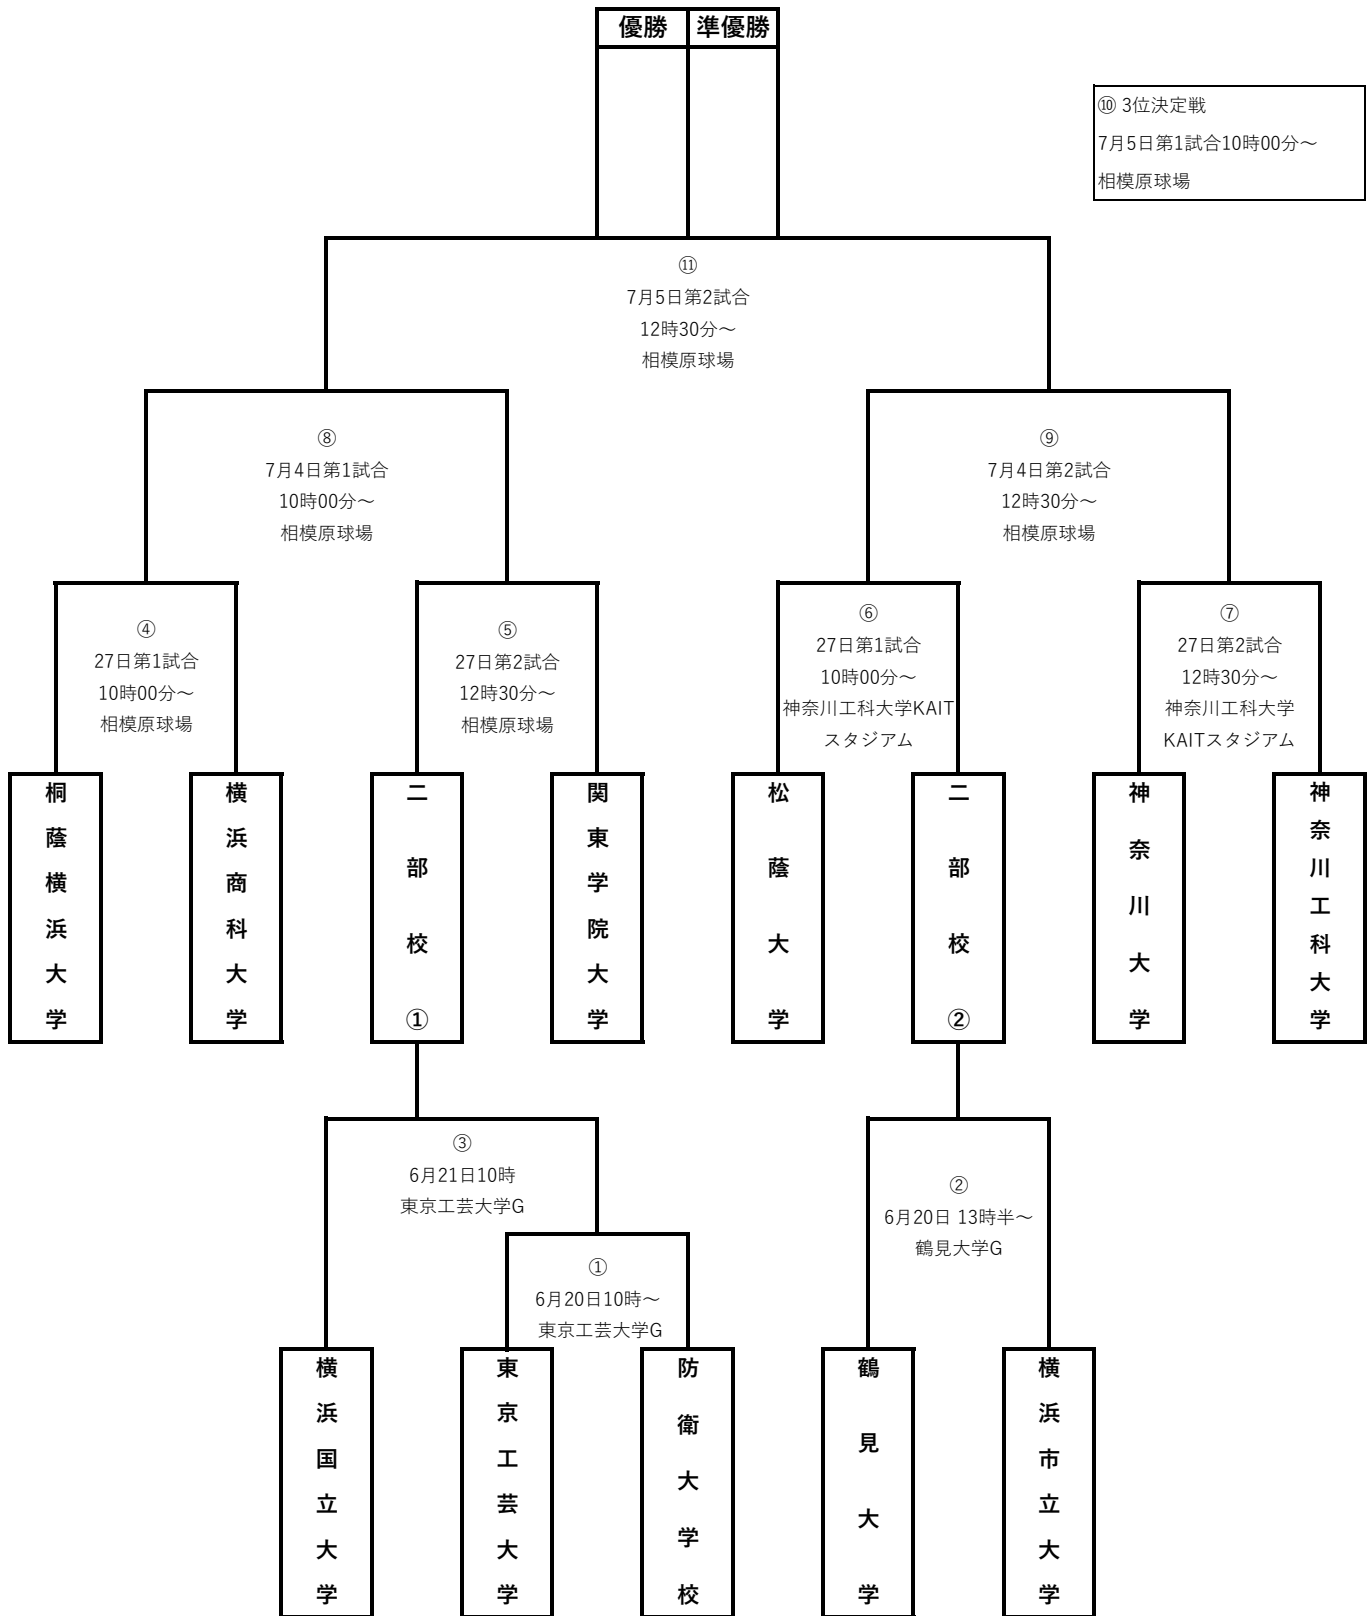 優勝 準優勝
⑩ 3位決定戦
7月5日第1試合10時00分～
相模原球場
⑪
7月5日第2試合
12時30分～
相模原球場
⑧
7月4日第1試合
10時00分～
相模原球場
⑨
7月4日第2試合
12時30分～
相模原球場
④
27日第1試合
10時00分～
相模原球場
⑤
27日第2試合
12時30分～
相模原球場
⑥
27日第1試合
10時00分～
神奈川工科大学KAIT
スタジアム
⑦
27日第2試合
12時30分～
神奈川工科大学
KAITスタジアム
桐蔭横浜大学
横浜商科大学
二部校①
関東学院大学
松蔭大学
二部校②
神奈川大学
神奈川工科大学
③
6月21日10時
東京工芸大学G
②
6月20日 13時半～
鶴見大学G
①
6月20日10時～
東京工芸大学G
横浜国立大学
東京工芸大学
防衛大学校
鶴見大学
横浜市立大学